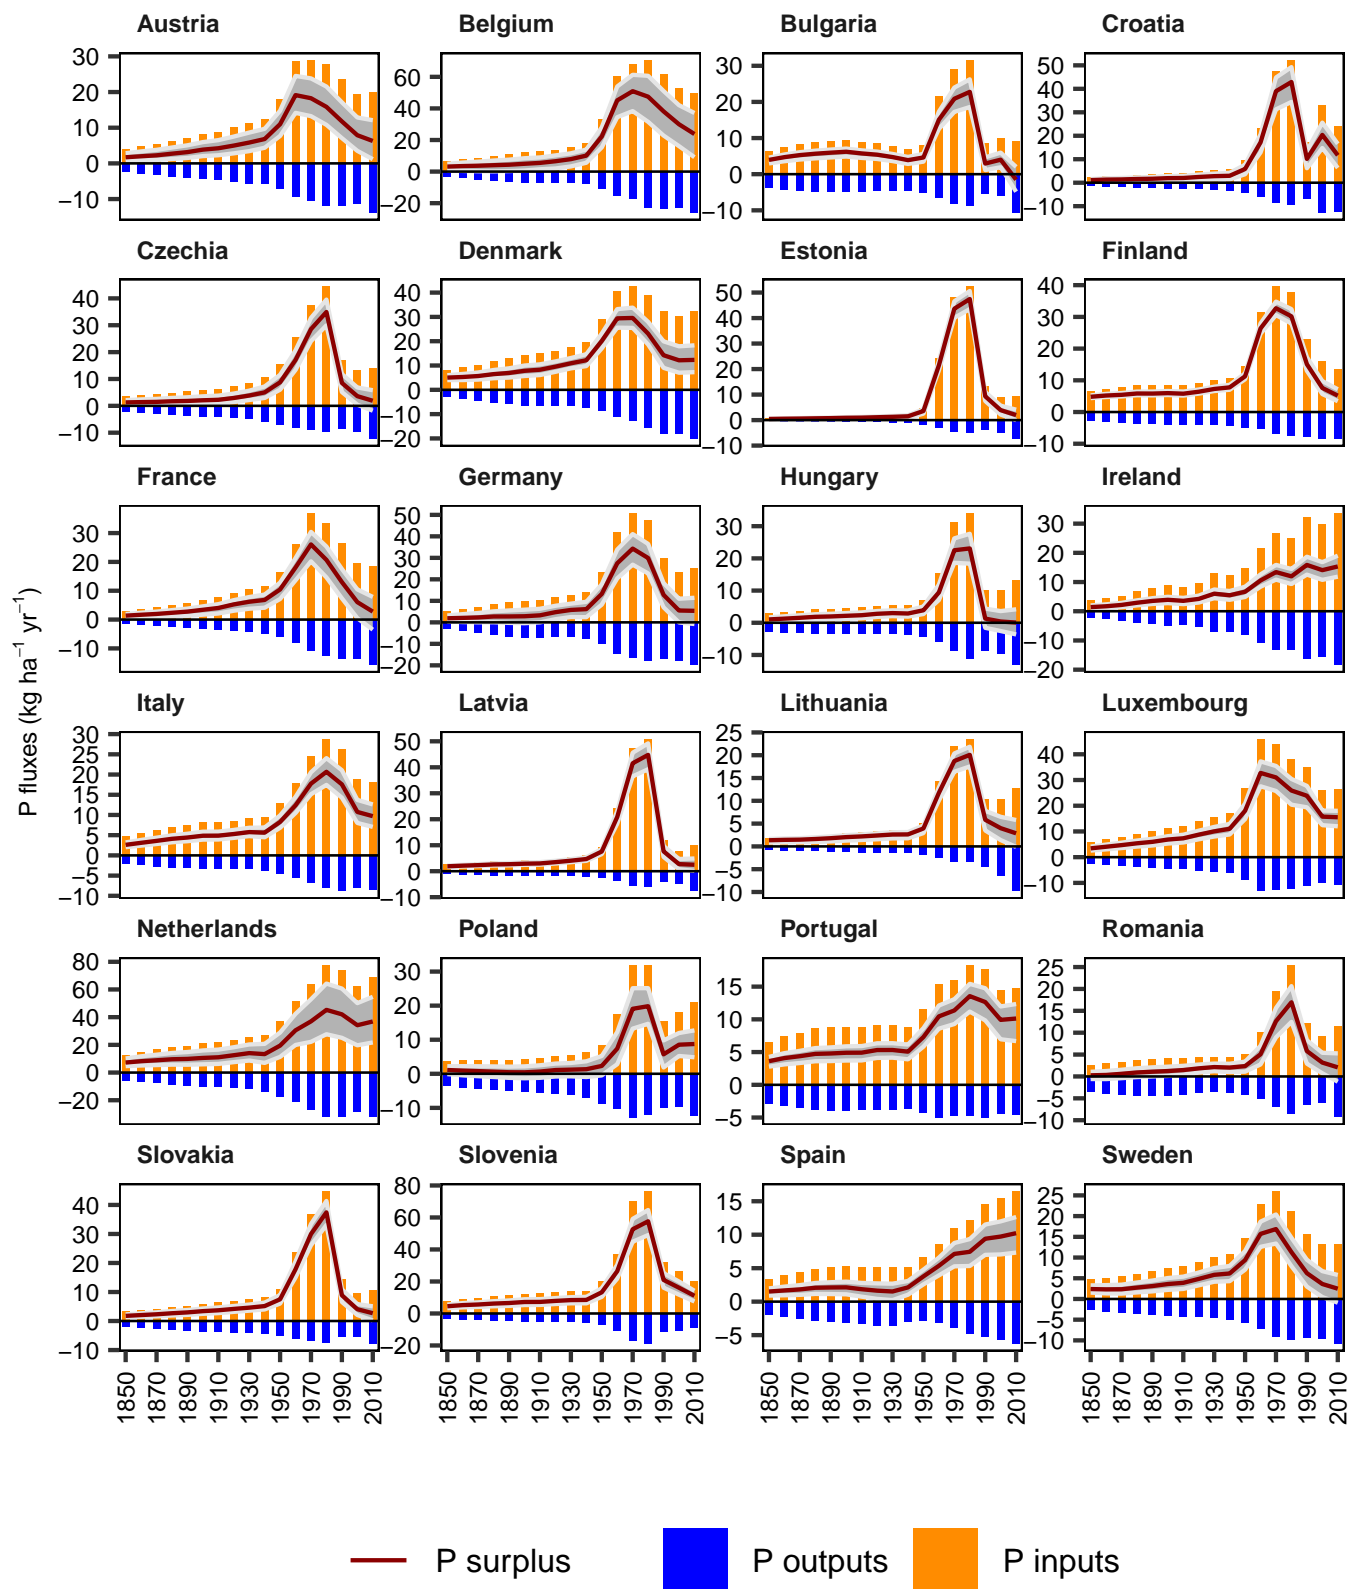 Austria Belgium Bulgaria Croatia
30 20 10 0 −10
60 40 20 0 −20
30 20 10 0 −10
50 40 30 20 10 0 −10
Czechia Denmark Estonia Finland
40 30 20 10 0 −10
40 30 20 10 0 −10 −20
50 40 30 20 10 0 −10
40 30 20 10 0 −10
France Germany Hungary Ireland
30 20 10 0 −10
50 40 30 20 10 0 −10 −20
30 20 10 0 −10
30 20 10 0 −10 −20
P fluxes (kg ha−1 yr−1)
Italy Latvia Lithuania Luxembourg
30 25 20 15 10 5 0 −5 −10
50 40 30 20 10 0 −10
25 20 15 10 5 0 −5 −10
40 30 20 10 0 −10
Netherlands Poland Portugal Romania
80 60 40 20 0 −20
30 20 10 0 −10
15 10 5 0 −5
25 20 15 10 5 0 −5 −10
Slovakia Slovenia Spain Sweden
40 30 20 10 0 −10
80 60 40 20 0 −20
15 10 5 0 −5
25 20 15 10 5 0 −5 −10
1850 1870 1890 1910 1930 1950 1970 1990 2010
1850 1870 1890 1910 1930 1950 1970 1990 2010
1850 1870 1890 1910 1930 1950 1970 1990 2010
1850 1870 1890 1910 1930 1950 1970 1990 2010
P surplus P outputs P inputs